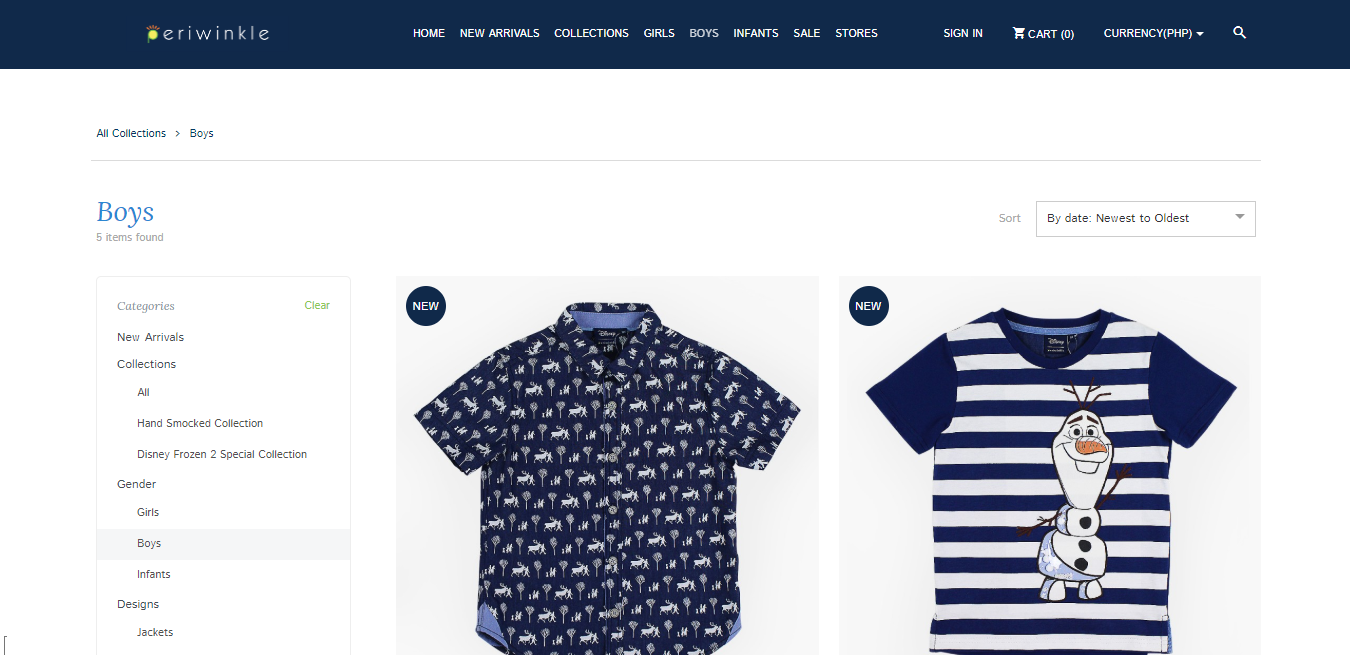 periwinkle
HOME NEW ARRIVALS COLLECTIONS GIRLS BOYS INFANTS SALE STORES SIGN IN CART (0) CURRENCY(PHP)
All Collections > Boys
Boys
5 items found
Sort By date: Newest to Oldest
Categories Clear
New Arrivals
Collections
All
Hand Smocked Collection
Disney Frozen 2 Special Collection
Gender
Girls
Boys
Infants
Designs
Jackets
NEW
Disney
NEW
Disney